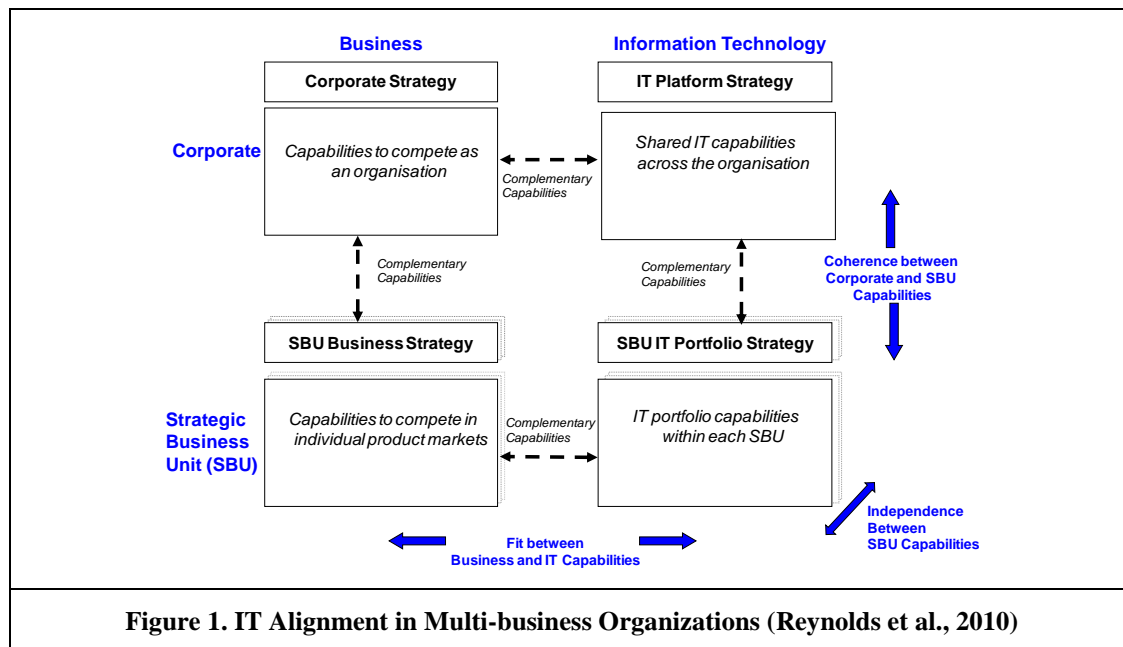 Business
Information Technology
Corporate Strategy
IT Platform Strategy
Corporate
Capabilities to compete as
an organisation
Complementary
Capabilities
Shared IT capabilities
across the organisation
Complementary
Capabilities
Complementary
Capabilities
Coherence between
Corporate and SBU
Capabilities
SBU Business Strategy
SBU IT Portfolio Strategy
Strategic
Business
Unit (SBU)
Capabilities to compete in
individual product markets
Complementary
Capabilities
IT portfolio capabilities
within each SBU
Independence
Between
SBU Capabilities
Fit between
Business and IT Capabilities
Figure 1. IT Alignment in Multi-business Organizations (Reynolds et al., 2010)